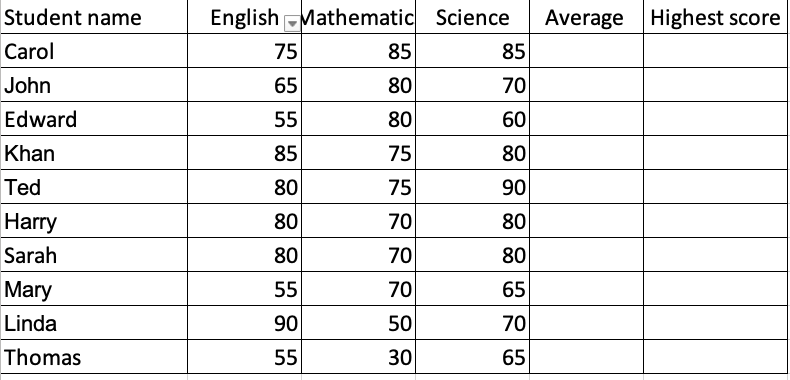 Student name English Mathematic Science Average Highest score
Carol 75 85 85
John 65 80 70
Edward 55 80 60
Khan 85 75 80
Ted 80 75 90
Harry 80 70 80
Sarah 80 70 80
Mary 55 70 65
Linda 90 50 70
Thomas 55 30 65